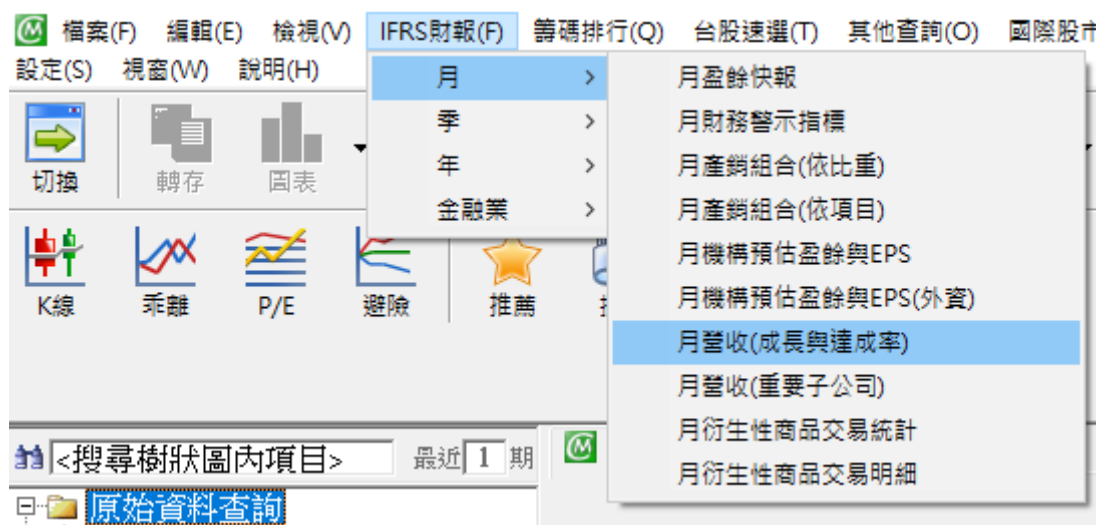 檔案(F) 編輯(E) 檢視(V) IFRS財報(F) 籌碼排行(Q) 台股速選(T) 其他查詢(O) 國際股市
設定(S) 視窗(W) 說明(H)
月
季
年
金融業
月盈餘快報
月財務警示指標
月產銷組合(依比重)
月產銷組合(依項目)
月機構預估盈餘與EPS
月機構預估盈餘與EPS(外資)
月營收(成長與達成率)
月營收(重要子公司)
月衍生性商品交易統計
月衍生性商品交易明細
切換 轉存 圖表
K線 乖離 P/E 避險 推薦
<搜尋樹狀圖內項目> 最近 1 期
原始資料查詢